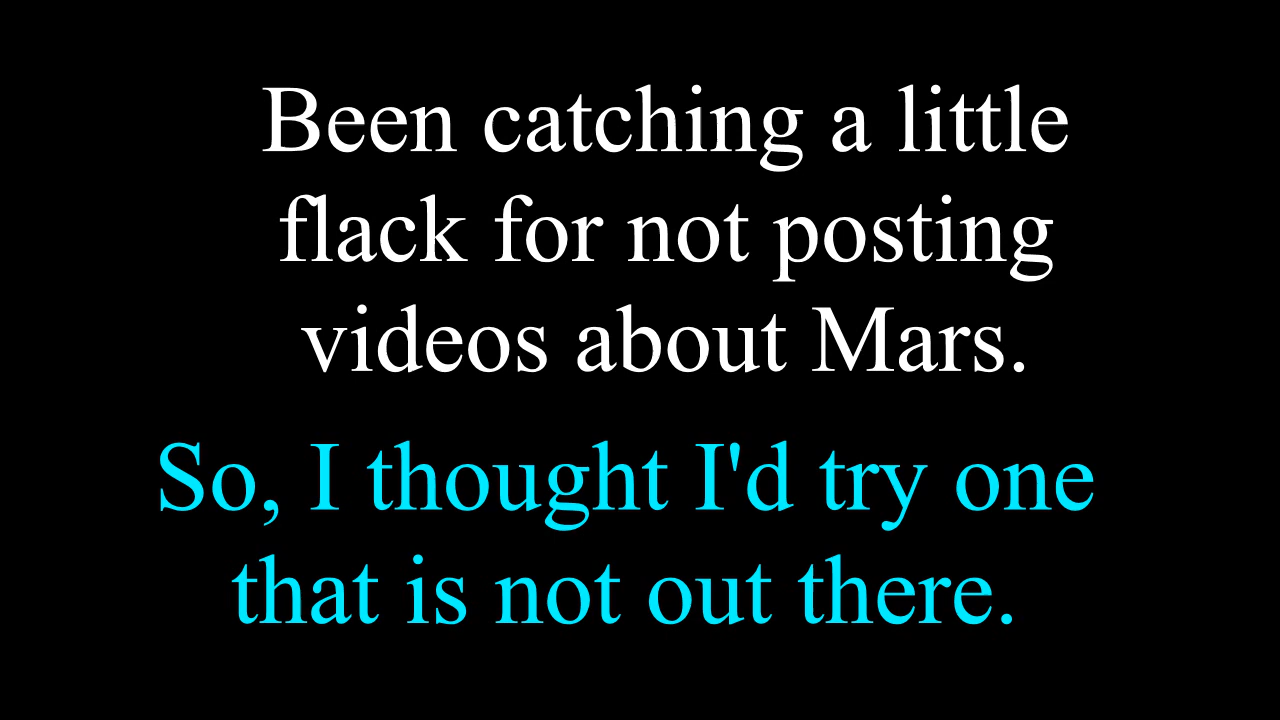 Been catching a little
flack for not posting
videos about Mars.
So, I thought I'd try one
that is not out there.